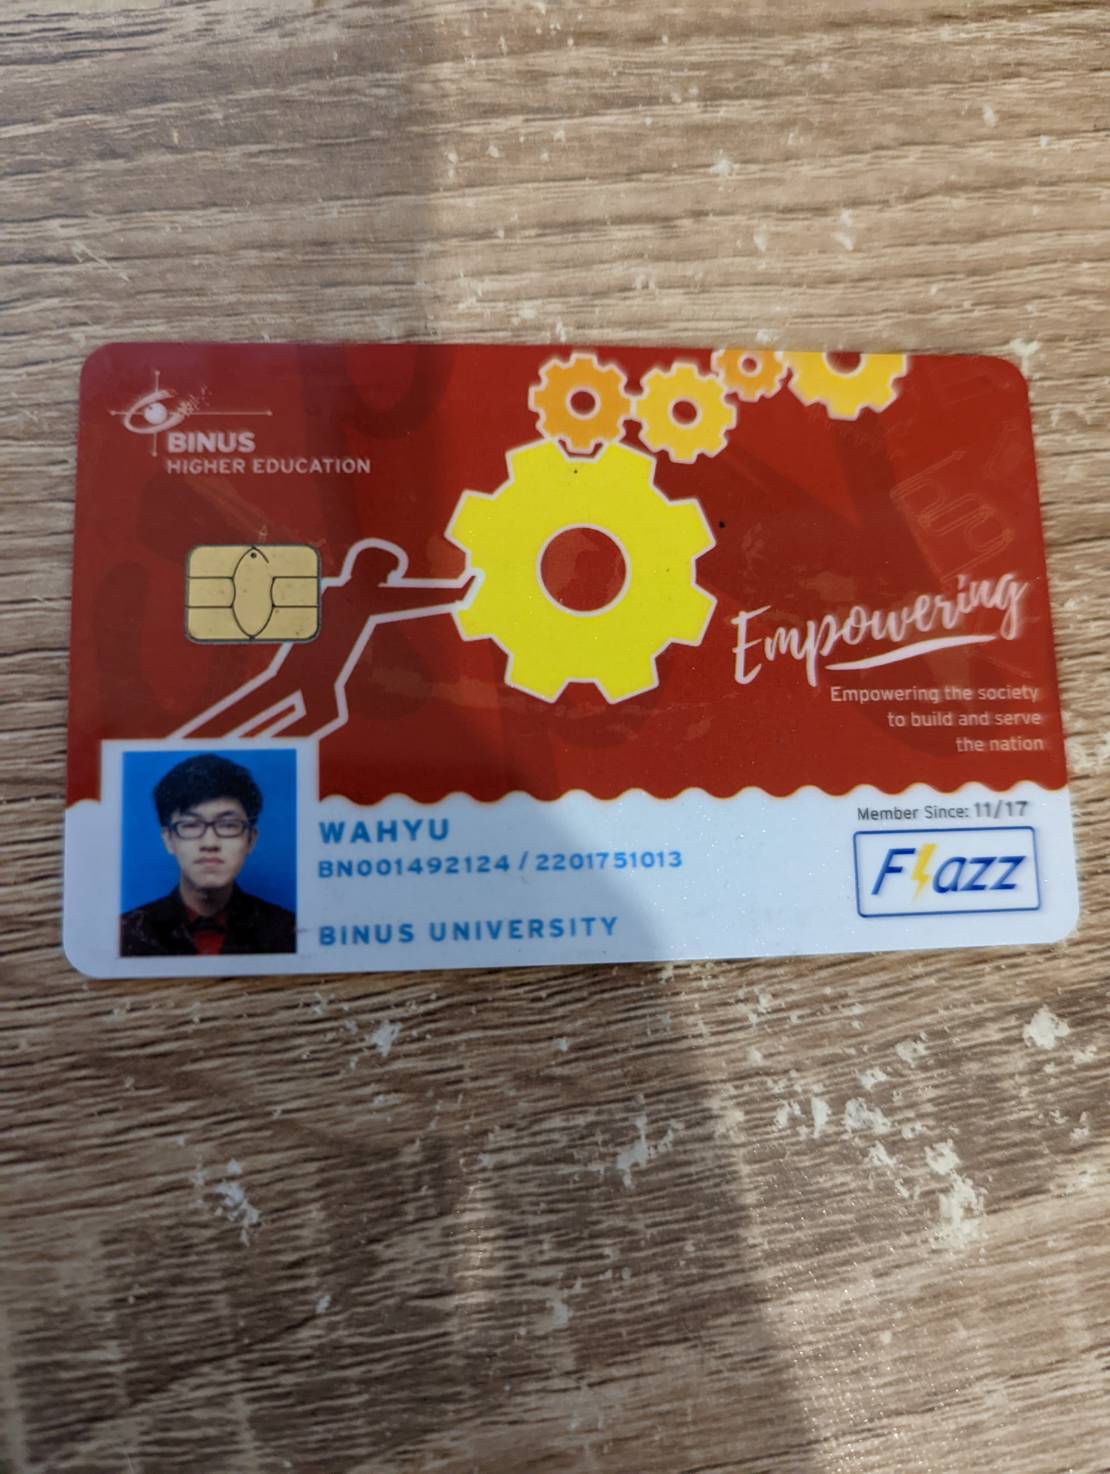 BINUS
HIGHER EDUCATION
Empowering
Empowering the society
to build and serve
the nation
Member Since: 11/17
WAHYU
BN001492124 / 2201751013
Flazz
BINUS UNIVERSITY